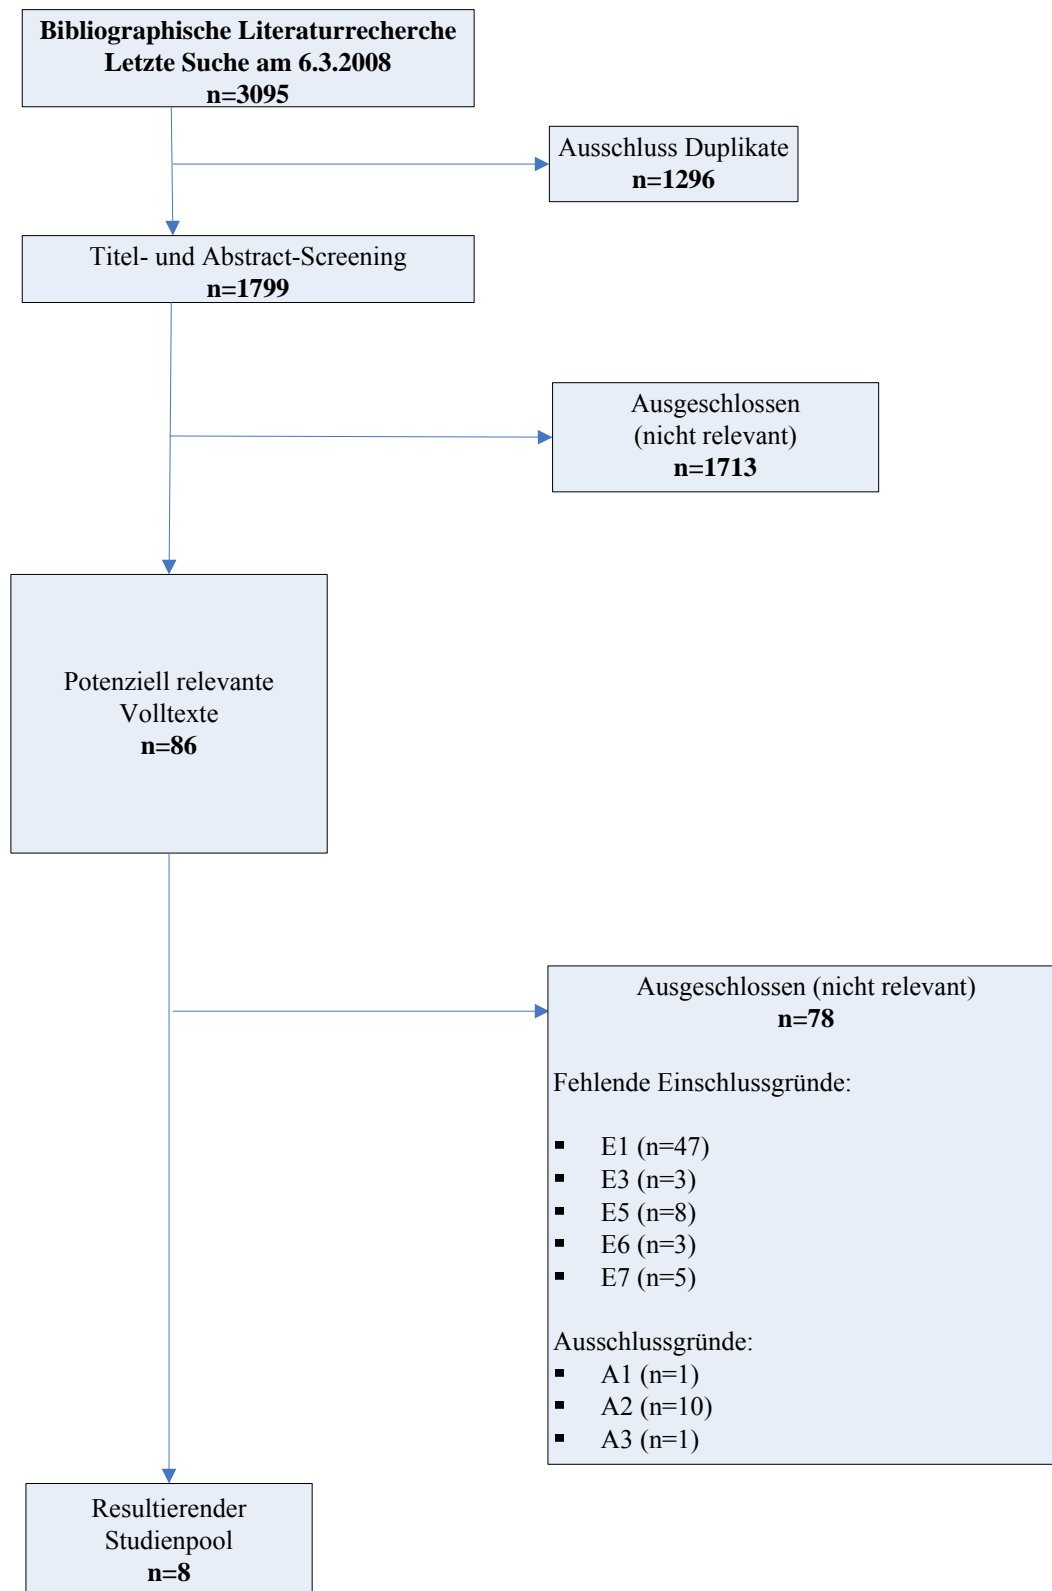 Bibliographische Literaturrecherche
Letzte Suche am 6.3.2008
n=3095
Ausschluss Duplikate
n=1296
Titel- und Abstract-Screening
n=1799
Ausgeschlossen
(nicht relevant)
n=1713
Potenziell relevante
Volltexte
n=86
Ausgeschlossen (nicht relevant)
n=78
Fehlende Einschlussgründe:
▪ E1 (n=47)
▪ E3 (n=3)
▪ E5 (n=8)
▪ E6 (n=3)
▪ E7 (n=5)
Ausschlussgründe:
▪ A1 (n=1)
▪ A2 (n=10)
▪ A3 (n=1)
Resultierender
Studienpool
n=8